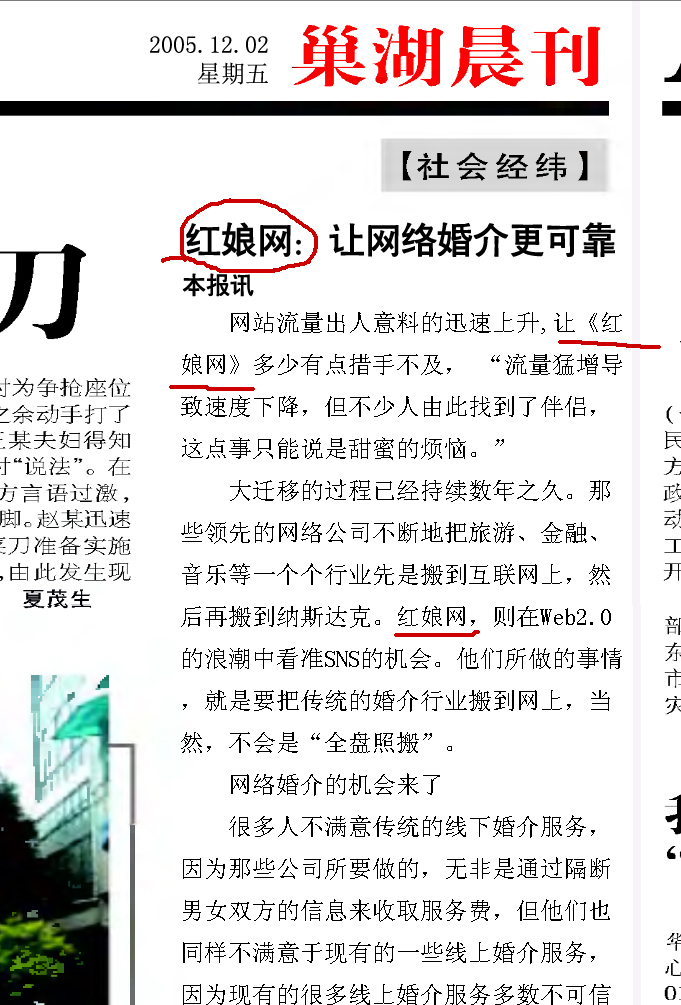 2005.12.02
星期五
巢湖晨刊
【社会经纬】
红娘网：让网络婚介更可靠
本报讯
网站流量出人意料的迅速上升,让《红
娘网》多少有点措手不及，“流量猛增导
致速度下降，但不少人由此找到了伴侣，
这点事只能说是甜蜜的烦恼。”
大迁移的过程已经持续数年之久。那
些领先的网络公司不断地把旅游、金融、
音乐等一个个行业先是搬到互联网上，然
后再搬到纳斯达克。红娘网，则在Web2.0
的浪潮中看准SNS的机会。他们所做的事情
，就是要把传统的婚介行业搬到网上，当
然，不会是“全盘照搬”。
网络婚介的机会来了
很多人不满意传统的线下婚介服务，
因为那些公司所要做的，无非是通过隔断
男女双方的信息来收取服务费，但他们也
同样不满意于现有的一些线上婚介服务，
因为现有的很多线上婚介服务多数不可信
刀
为争抢座位
之余动手打了
某夫妇得知
“说法”。在
方言语过激，
脚。赵某迅速
菜刀准备实施
,由此发生现
夏茂生
民
方
政
动
工
开
部
东
市
灾
我
“
华
心